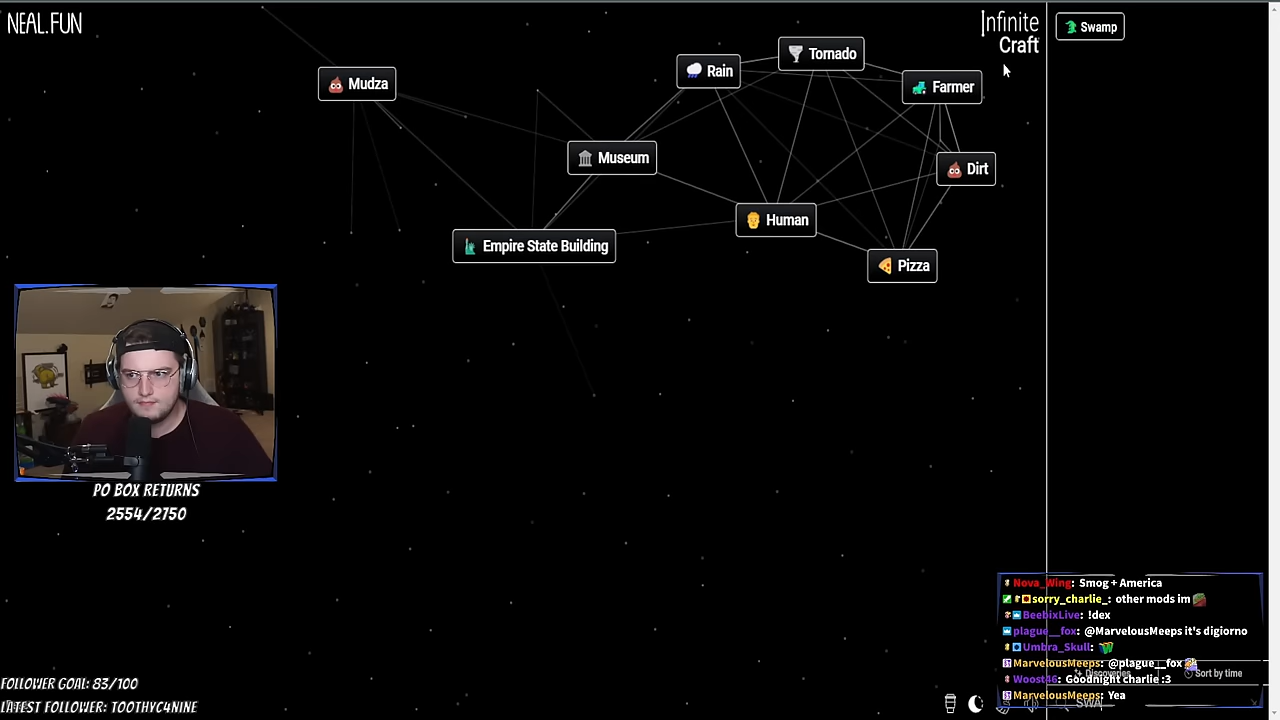 NEAL.FUN
Infinite
Craft
Swamp
Tornado
Rain
Mudza
Farmer
Museum
Dirt
Human
Empire State Building
Pizza
PO BOX RETURNS
2554/2750
Nova_Wing: Smog + America
sorry_charlie_: other mods im
BeebixLive: !dex
plague__fox: @MarvelousMeeps it's digiorno
Umbra_Skull:
MarvelousMeeps: @plague__fox
Woost46: Goodnight charlie :3
Discoveries
Sort by time
MarvelousMeeps: Yea
FOLLOWER GOAL: 83/100
LATEST FOLLOWER: TOOTHYC4NINE